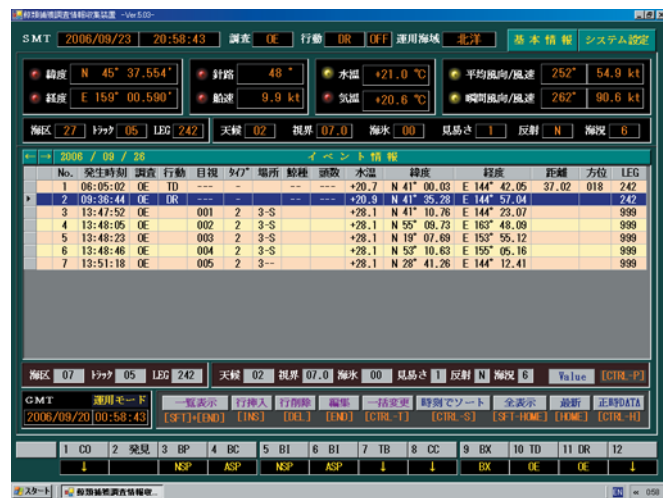 鯨類捕獲調査情報収集装置 -Ver.5.00-
SMT 2006/09/23 20:58:43 調査 OE 行動 DR OFF 運用海域 北洋 基本情報 システム設定
緯度 N 45° 37.554' 針路 48 ° 水温 +21.0 ℃ 平均風向/風速 252° 54.9 kt
経度 E 159° 00.590' 船速 9.9 kt 気温 +20.6 ℃ 瞬間風向/風速 262° 90.6 kt
海区 27 トラック 05 LEG 242 天候 02 視界 07.0 海氷 00 見易さ 1 反射 N 海況 6
← → 2006 / 09 / 26 イベント情報
No. 発生時刻 調査 行動 目視 タイプ 場所 鯨種 頭数 水温 緯度 経度 距離 方位 LEG
1 06:05:02 OE TD --- - -- --- +20.7 N 41° 00.03 E 144° 42.05 37.02 018 242
2 09:36:44 OE DR --- - -- --- +20.9 N 41° 35.28 E 144° 57.04 242
3 13:47:52 OE 001 2 3-S +28.1 N 41° 10.76 E 144° 23.07 999
4 13:48:05 OE 002 2 3-S +28.1 N 55° 09.73 E 163° 48.09 999
5 13:48:23 OE 003 2 3-S +28.1 N 19° 07.69 E 153° 55.12 999
6 13:48:46 OE 004 2 3-S +28.1 N 53° 10.63 E 155° 05.16 999
7 13:51:18 OE 005 2 3-- +28.1 N 28° 41.26 E 144° 12.41 999
海区 07 トラック 05 LEG 242 天候 02 視界 07.0 海氷 00 見易さ 1 反射 N 海況 6 Value [CTRL-P]
GMT 運用モード 一覧表示 行挿入 行削除 編集 一括変更 時刻でソート 全表示 最新 正時DATA
2006/09/20 00:58:43 [SFT]+[END] [INS] [DEL] [END] [CTRL-T] [CTRL-S] [SFT-HOME] [HOME] [CTRL-H]
1 CO 2 発見 3 BP 4 BC 5 BI 6 BI 7 TB 8 CC 9 BX 10 TD 11 DR 12
↓ NSP ASP NSP ASP ↓ ↓ BX OE OE ↓
スタート 鯨類捕獲調査情報収... EN « 0:58